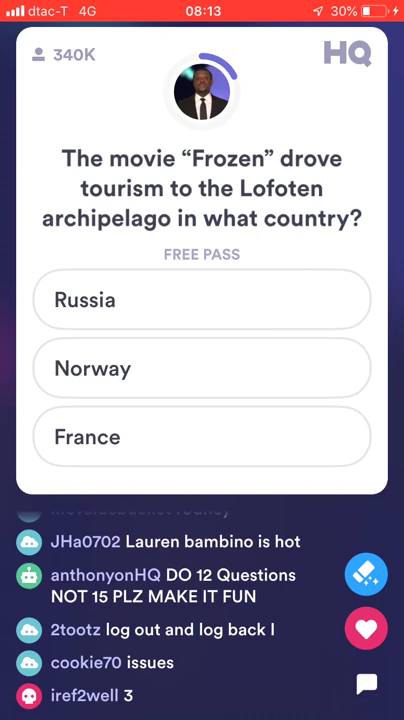 dtac-T 4G 08:13 30%
340K HQ
The movie “Frozen” drove
tourism to the Lofoten
archipelago in what country?
FREE PASS
Russia
Norway
France
JHa0702 Lauren bambino is hot
anthonyonHQ DO 12 Questions
NOT 15 PLZ MAKE IT FUN
2tootz log out and log back I
cookie70 issues
iref2well 3